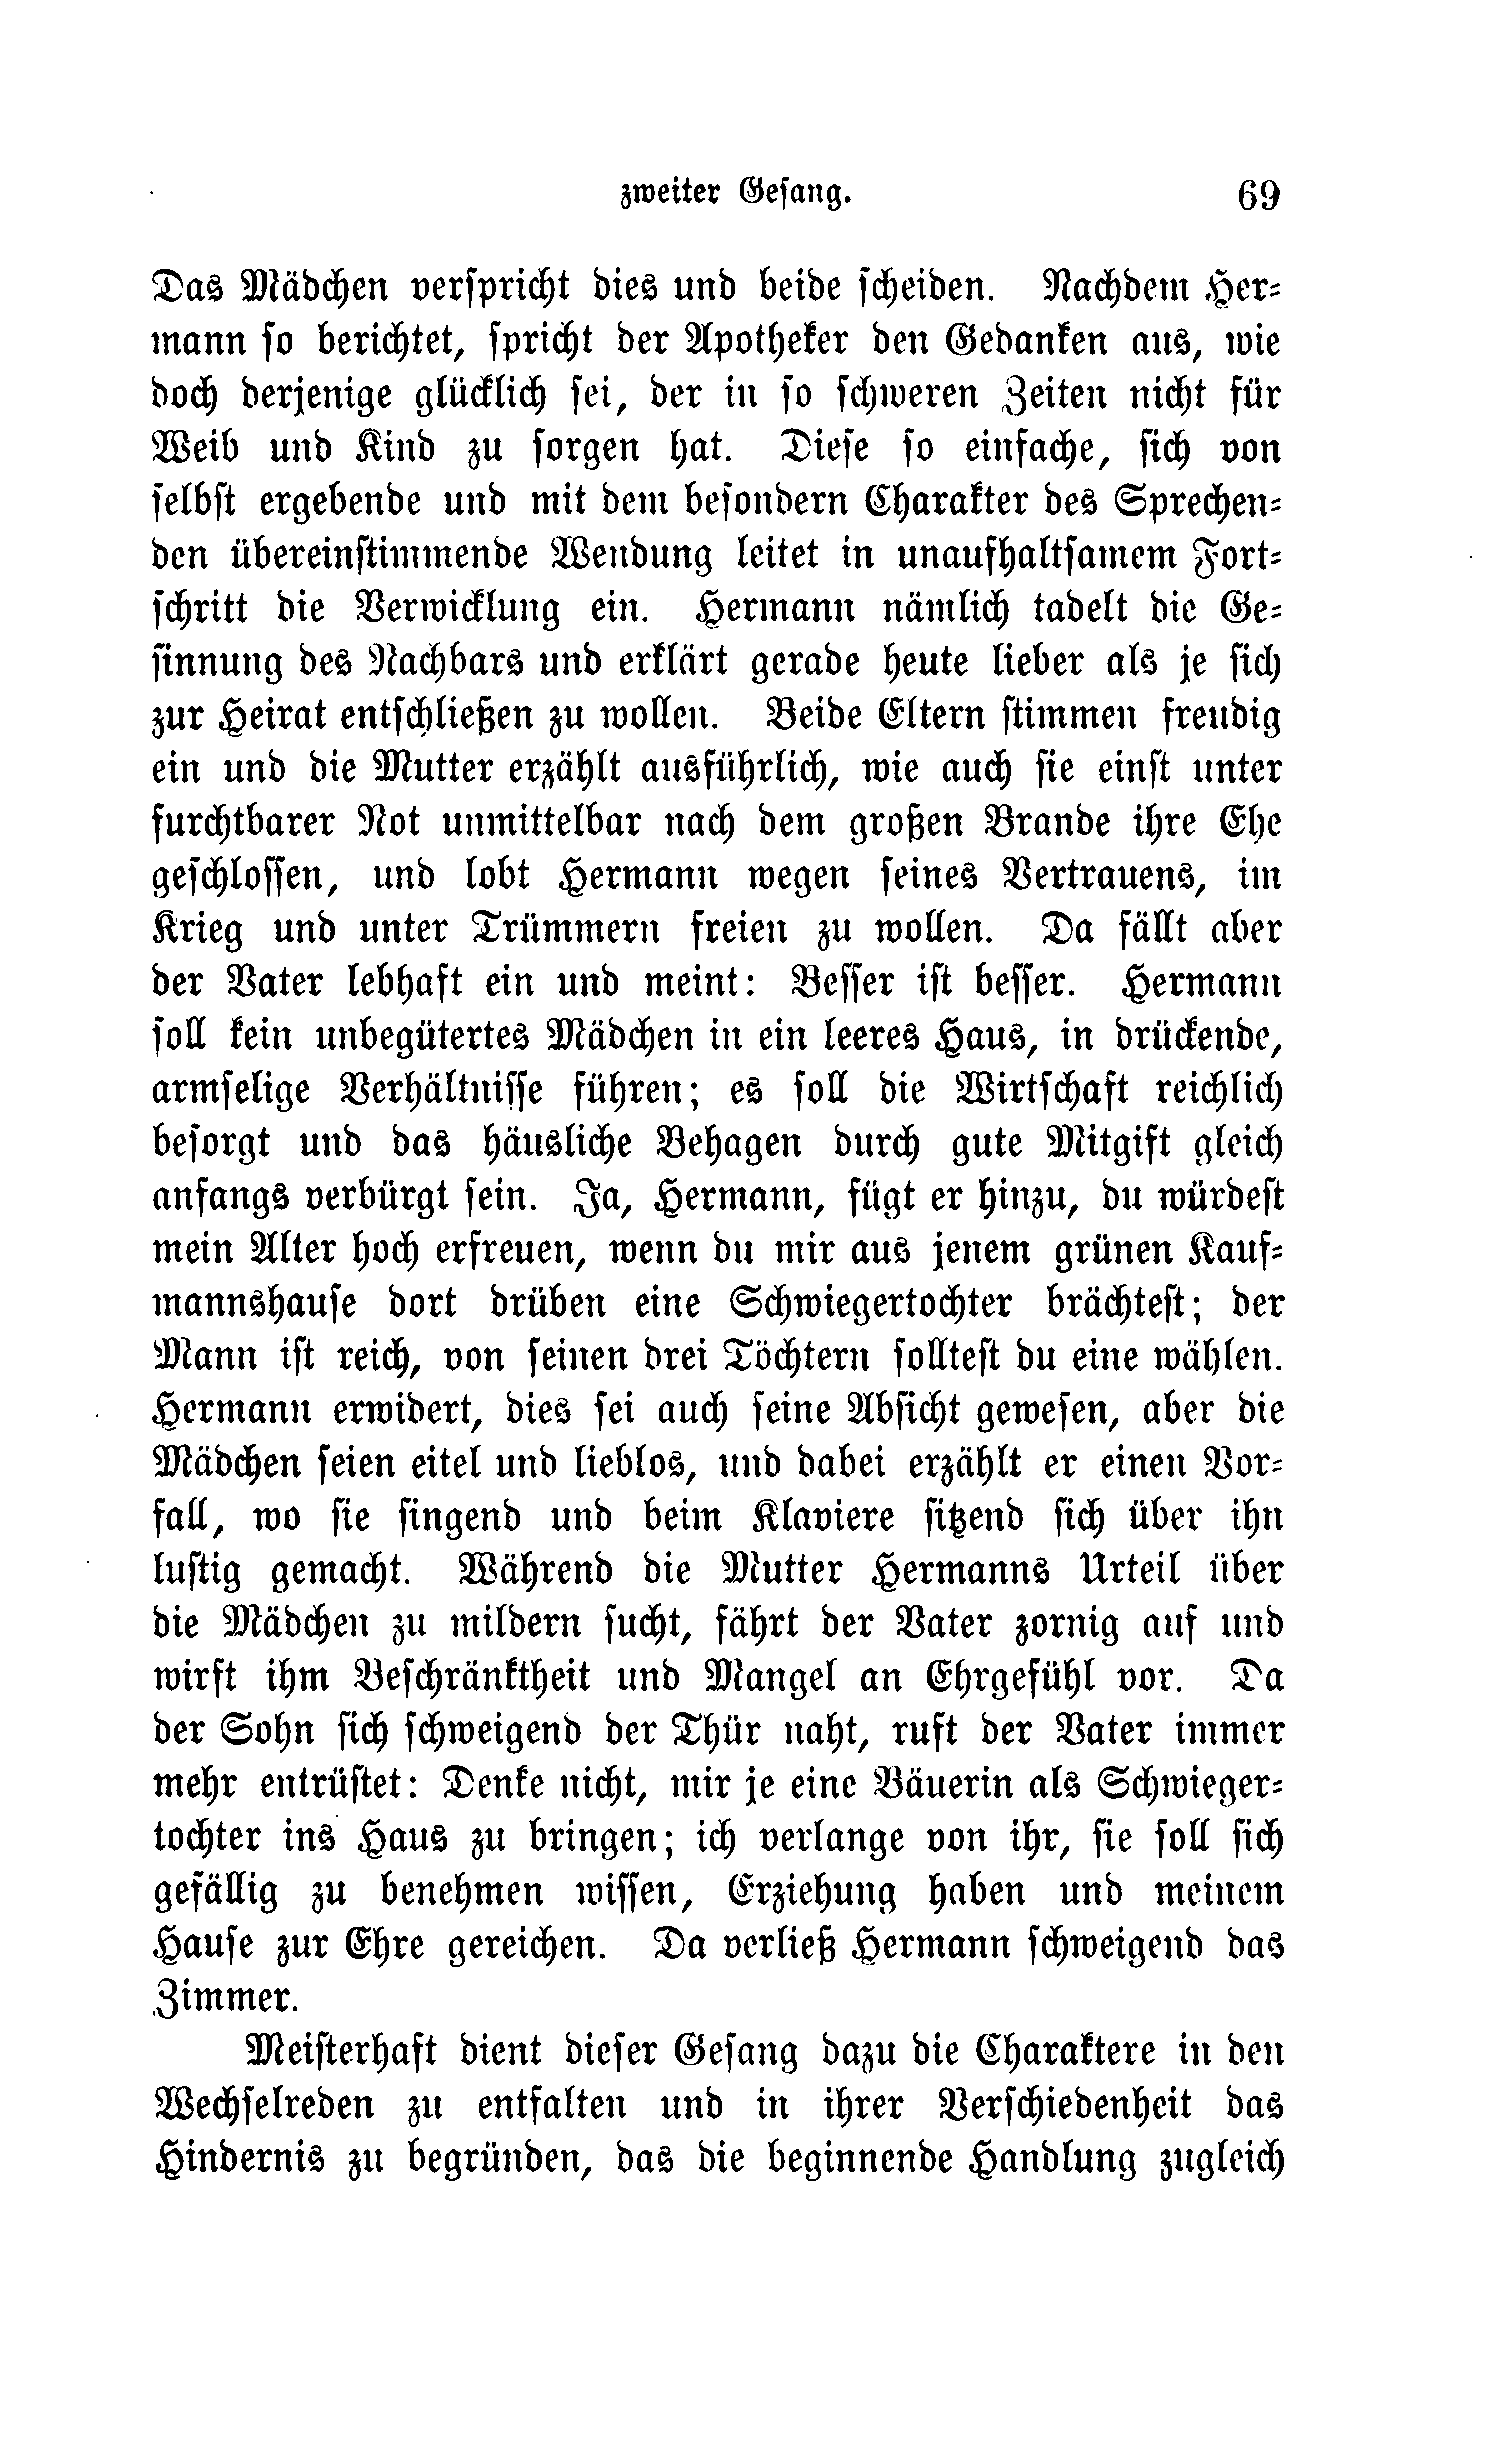 zweiter Geſang. 69
Das Mädchen verſpricht dies und beide ſcheiden. Nachdem Her⸗
mann ſo berichtet, ſpricht der Apotheker den Gedanken aus, wie
doch derjenige glücklich ſei, der in ſo ſchweren Zeiten nicht für
Weib und Kind zu ſorgen hat. Dieſe ſo einfache, ſich von
ſelbſt ergebende und mit dem beſondern Charakter des Sprechen⸗
den übereinſtimmende Wendung leitet in unaufhaltſamem Fort⸗
ſchritt die Verwicklung ein. Hermann nämlich tadelt die Ge⸗
ſinnung des Nachbars und erklärt gerade heute lieber als je ſich
zur Heirat entſchließen zu wollen. Beide Eltern ſtimmen freudig
ein und die Mutter erzählt ausführlich, wie auch ſie einſt unter
furchtbarer Not unmittelbar nach dem großen Brande ihre Ehe
geſchloſſen, und lobt Hermann wegen ſeines Vertrauens, im
Krieg und unter Trümmern freien zu wollen. Da fällt aber
der Vater lebhaft ein und meint: Beſſer iſt beſſer. Hermann
ſoll kein unbegütertes Mädchen in ein leeres Haus, in drückende,
armſelige Verhältniſſe führen; es ſoll die Wirtſchaft reichlich
beſorgt und das häusliche Behagen durch gute Mitgift gleich
anfangs verbürgt ſein. Ja, Hermann, fügt er hinzu, du würdeſt
mein Alter hoch erfreuen, wenn du mir aus jenem grünen Kauf⸗
mannshauſe dort drüben eine Schwiegertochter brächteſt; der
Mann iſt reich, von ſeinen drei Töchtern ſollteſt du eine wählen.
Hermann erwidert, dies ſei auch ſeine Abſicht geweſen, aber die
Mädchen ſeien eitel und lieblos, und dabei erzählt er einen Vor⸗
fall, wo ſie ſingend und beim Klaviere ſitzend ſich über ihn
luſtig gemacht. Während die Mutter Hermanns Urteil über
die Mädchen zu mildern ſucht, fährt der Vater zornig auf und
wirft ihm Beſchränktheit und Mangel an Ehrgefühl vor. Da
der Sohn ſich ſchweigend der Thür naht, ruft der Vater immer
mehr entrüſtet: Denke nicht, mir je eine Bäuerin als Schwieger⸗
tochter ins Haus zu bringen; ich verlange von ihr, ſie ſoll ſich
gefällig zu benehmen wiſſen, Erziehung haben und meinem
Hauſe zur Ehre gereichen. Da verließ Hermann ſchweigend das
Zimmer.
Meiſterhaft dient dieſer Geſang dazu die Charaktere in den
Wechſelreden zu entfalten und in ihrer Verſchiedenheit das
Hindernis zu begründen, das die beginnende Handlung zugleich